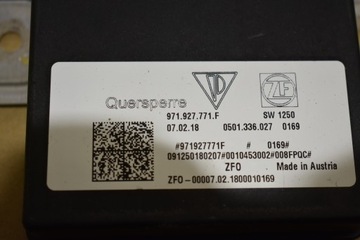 Quersperre
ZF
971.927.771.F
SW 1250
07.02.18 0501.336.027 0169
#971927771F # 0169#
091250180207#0010453002#008FPQC#
ZFO Made in Austria
ZFO-00007.02.1800010169